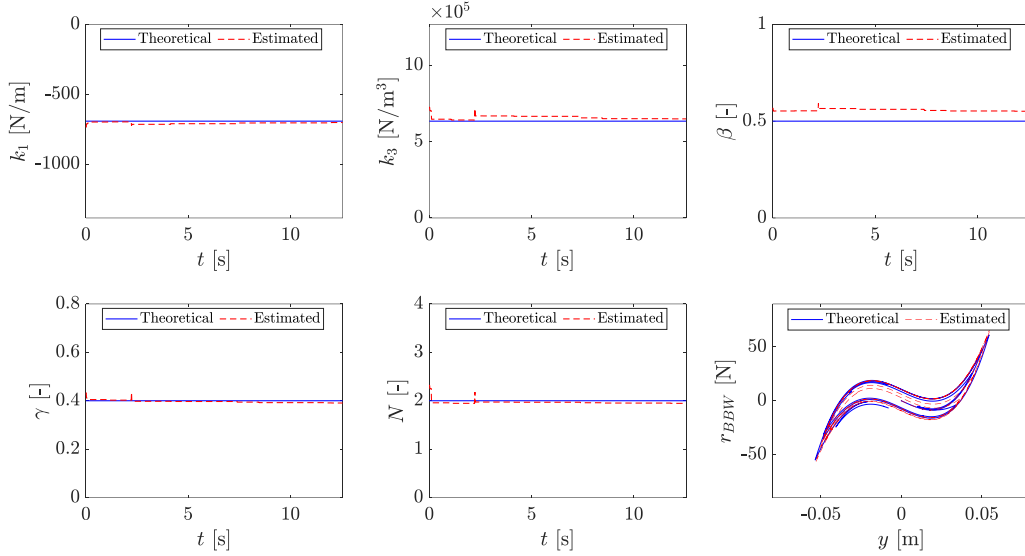 0
-500
-1000
k₁ [N/m]
Theoretical Estimated
0 5 10
t [s]
×10⁵
10
5
0
k₃ [N/m³]
Theoretical Estimated
0 5 10
t [s]
1
0.5
0
β [-]
Theoretical Estimated
0 5 10
t [s]
0.8
0.6
0.4
0.2
0
γ [-]
Theoretical Estimated
0 5 10
t [s]
4
3
2
1
0
N [-]
Theoretical Estimated
0 5 10
t [s]
50
0
-50
r_BBW [N]
Theoretical Estimated
-0.05 0 0.05
y [m]